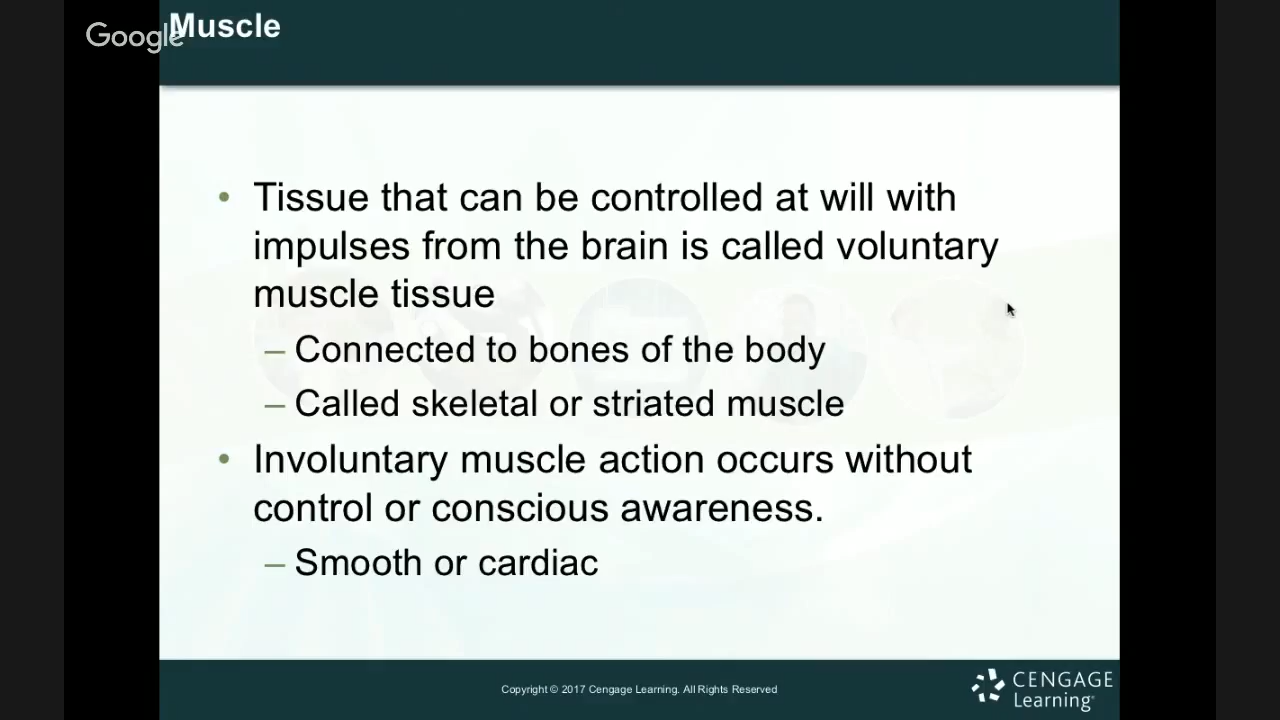 Google
Muscle
• Tissue that can be controlled at will with
impulses from the brain is called voluntary
muscle tissue
– Connected to bones of the body
– Called skeletal or striated muscle
• Involuntary muscle action occurs without
control or conscious awareness.
– Smooth or cardiac
Copyright © 2017 Cengage Learning. All Rights Reserved
CENGAGE
Learning®